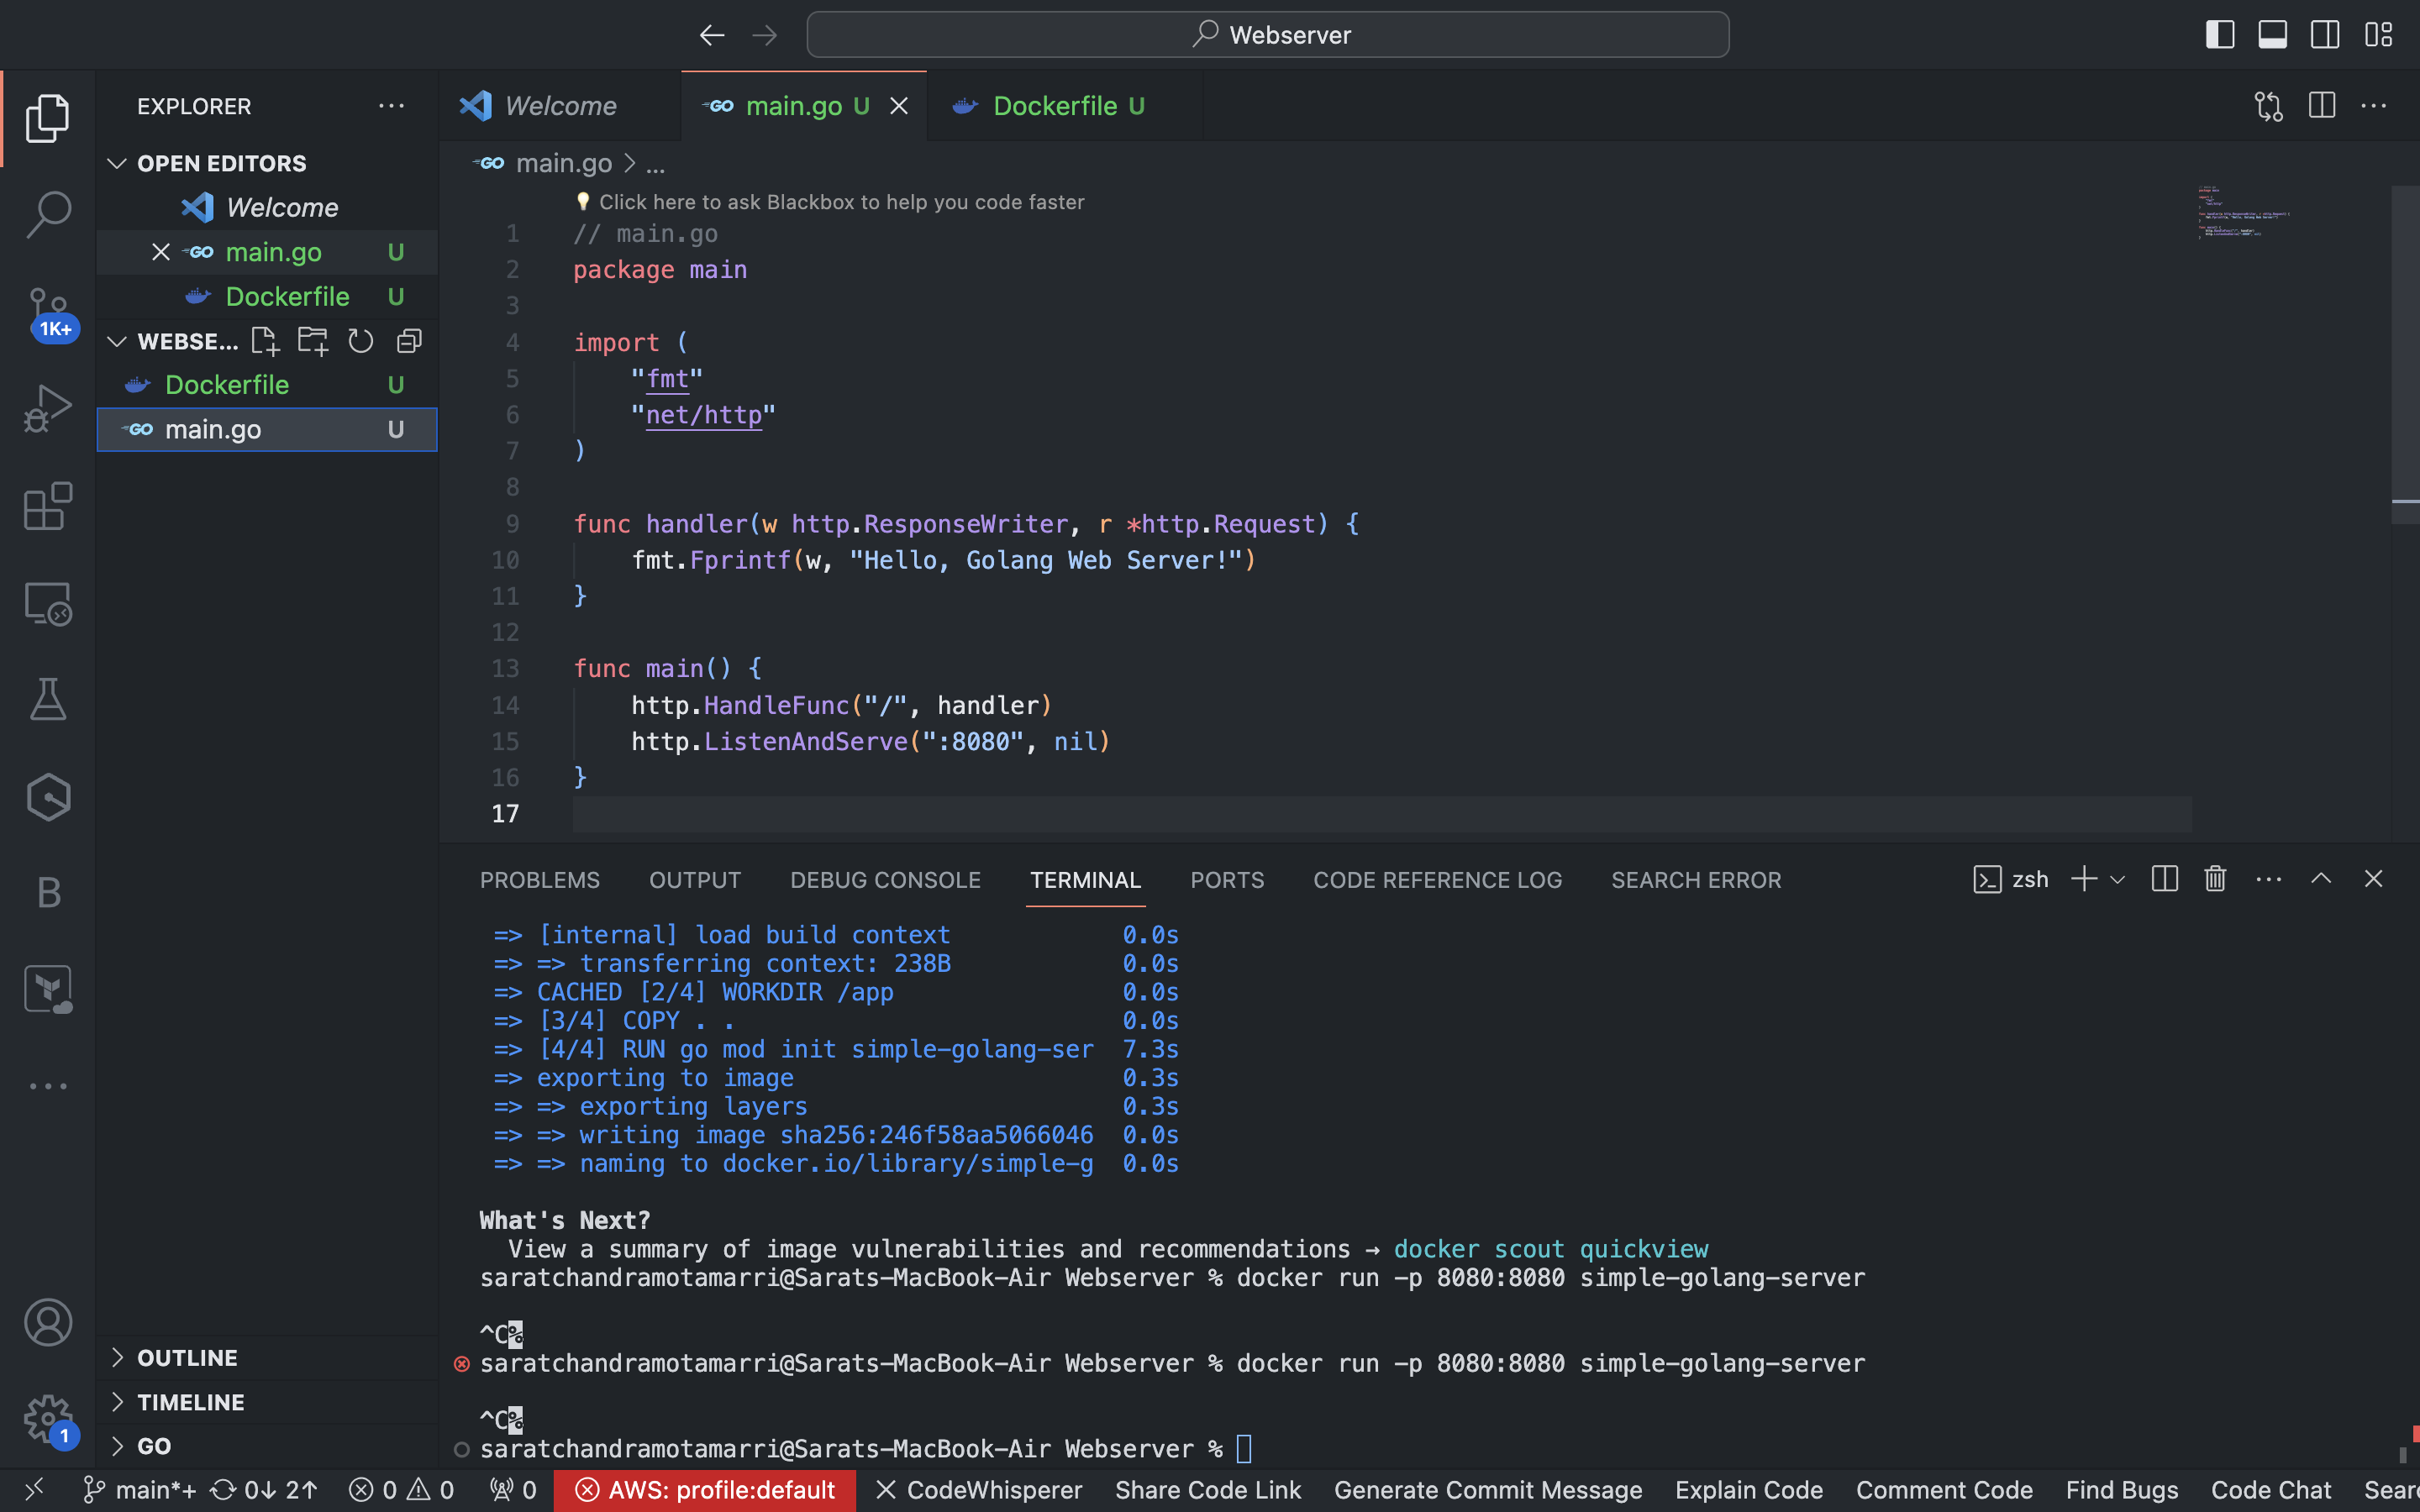 Webserver
EXPLORER
OPEN EDITORS
Welcome
main.go U
Dockerfile U
1K+
WEBSE...
Dockerfile U
main.go U
B
OUTLINE
TIMELINE
GO
1
Welcome
main.go U
Dockerfile U
main.go > ...
Click here to ask Blackbox to help you code faster
1 // main.go
2 package main
3
4 import (
5 "fmt"
6 "net/http"
7 )
8
9 func handler(w http.ResponseWriter, r *http.Request) {
10 fmt.Fprintf(w, "Hello, Golang Web Server!")
11 }
12
13 func main() {
14 http.HandleFunc("/", handler)
15 http.ListenAndServe(":8080", nil)
16 }
17
PROBLEMS OUTPUT DEBUG CONSOLE TERMINAL PORTS CODE REFERENCE LOG SEARCH ERROR
zsh
=> [internal] load build context 0.0s
=> => transferring context: 238B 0.0s
=> CACHED [2/4] WORKDIR /app 0.0s
=> [3/4] COPY . . 0.0s
=> [4/4] RUN go mod init simple-golang-ser 7.3s
=> exporting to image 0.3s
=> => exporting layers 0.3s
=> => writing image sha256:246f58aa5066046 0.0s
=> => naming to docker.io/library/simple-g 0.0s
What's Next?
View a summary of image vulnerabilities and recommendations → docker scout quickview
saratchandramotamarri@Sarats-MacBook-Air Webserver % docker run -p 8080:8080 simple-golang-server
^C%
saratchandramotamarri@Sarats-MacBook-Air Webserver % docker run -p 8080:8080 simple-golang-server
^C%
saratchandramotamarri@Sarats-MacBook-Air Webserver %
main*+ 0↓ 2↑ 0 0 0 AWS: profile:default CodeWhisperer Share Code Link Generate Commit Message Explain Code Comment Code Find Bugs Code Chat Sear